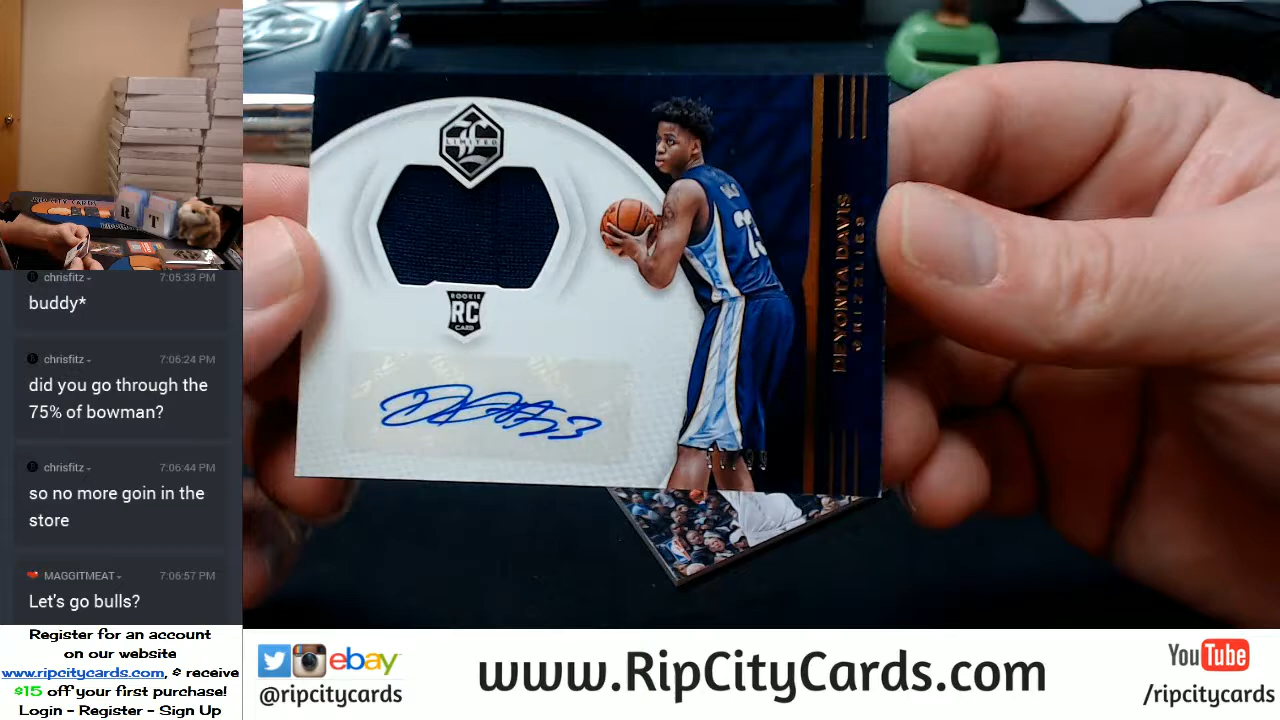 R T
chrisfitz 7:05:33 PM
buddy*
chrisfitz 7:06:24 PM
did you go through the
75% of bowman?
chrisfitz 7:06:44 PM
so no more goin in the
store
MAGGITMEAT 7:06:57 PM
Let's go bulls?
Register for an account
on our website
www.ripcitycards.com, & receive
$15 off your first purchase!
Login - Register - Sign Up
LIMITED
ROOKIE
RC
CARD
23
DEYONTA DAVIS
GRIZZLIES
ebay
@ripcitycards
www.RipCityCards.com
YouTube
/ripcitycards